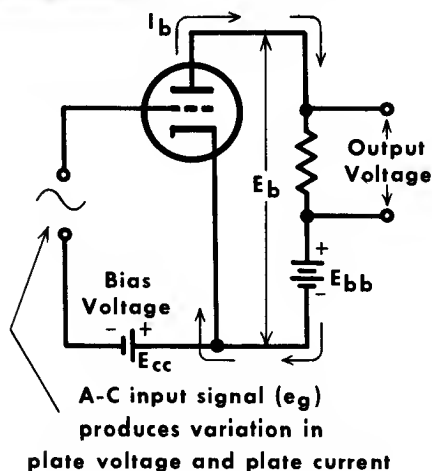 Ib
Output
Voltage
Eb
+
Ebb
-
Bias
Voltage
- +
Ecc
A-C input signal (eg)
produces variation in
plate voltage and plate current